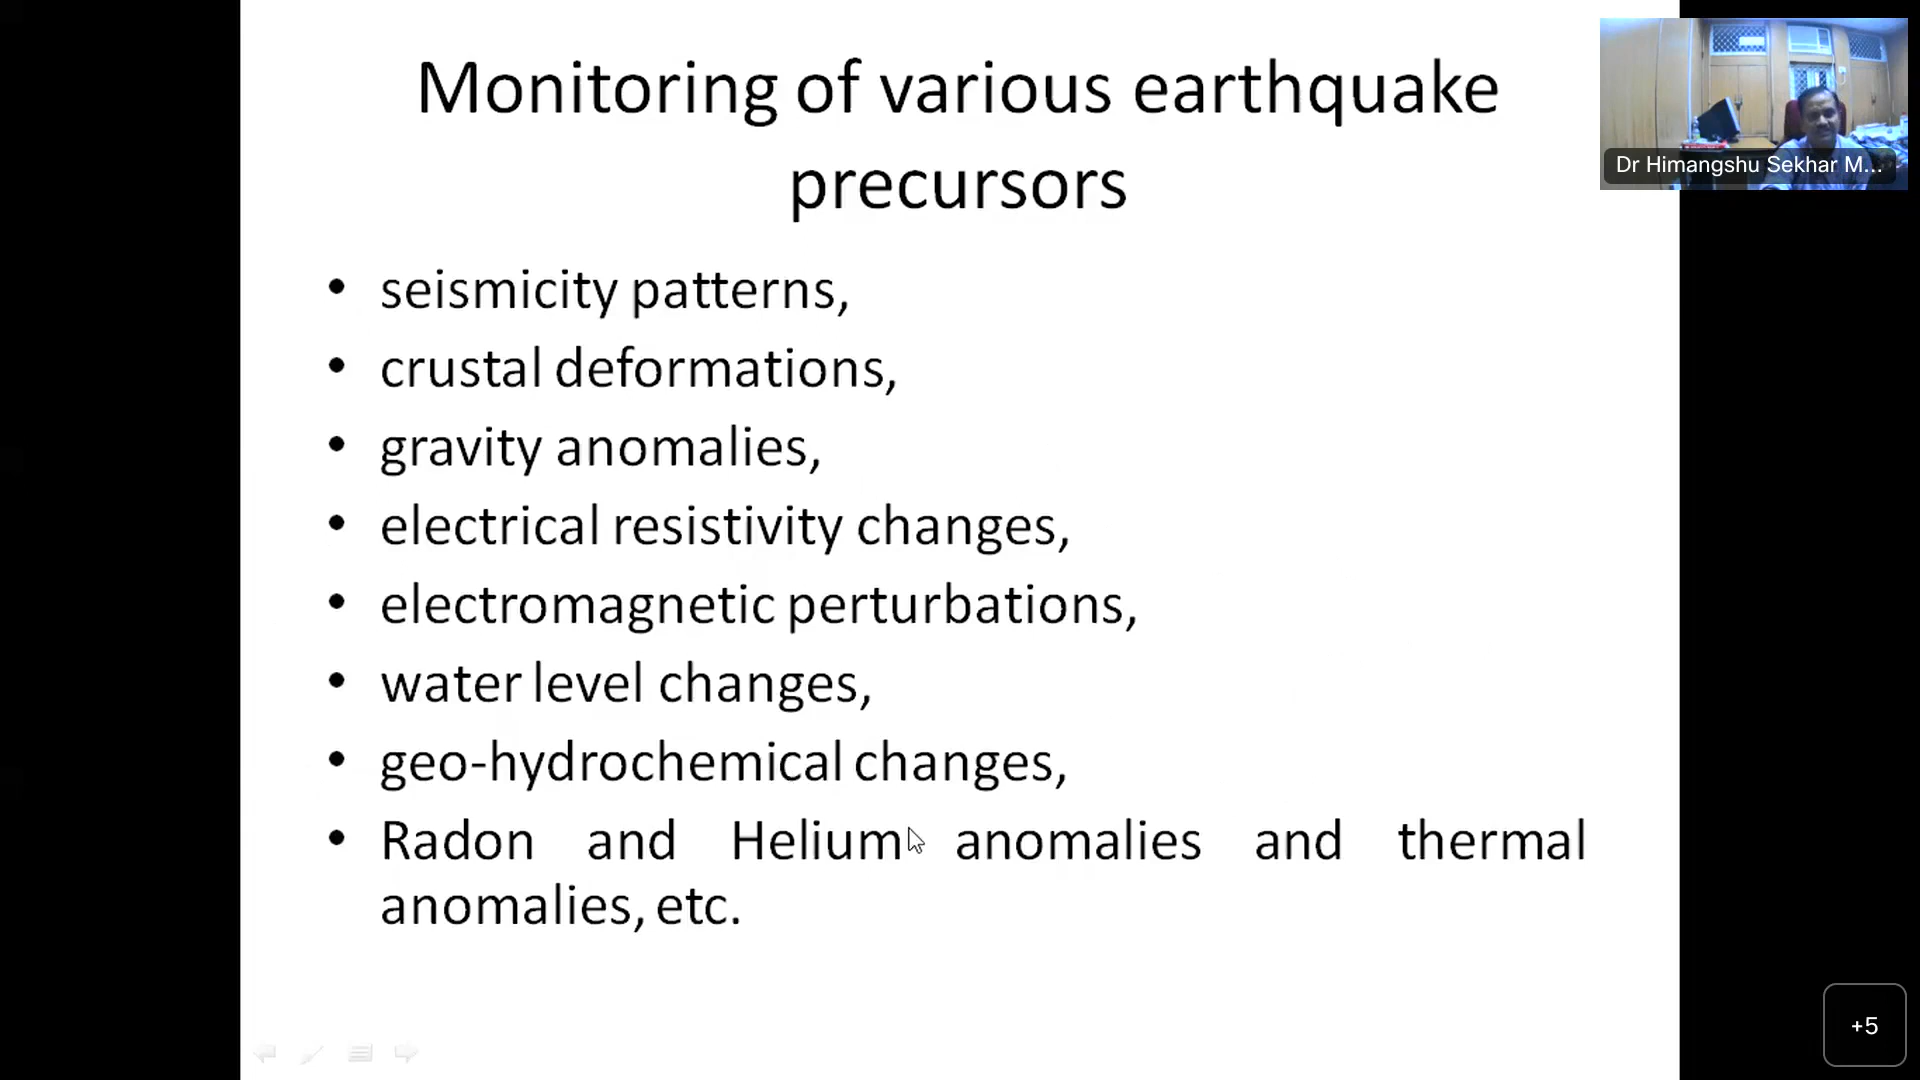 Monitoring of various earthquake
precursors
• seismicity patterns,
• crustal deformations,
• gravity anomalies,
• electrical resistivity changes,
• electromagnetic perturbations,
• water level changes,
• geo-hydrochemical changes,
• Radon and Helium anomalies and thermal
anomalies, etc.
Dr Himangshu Sekhar M...
+5